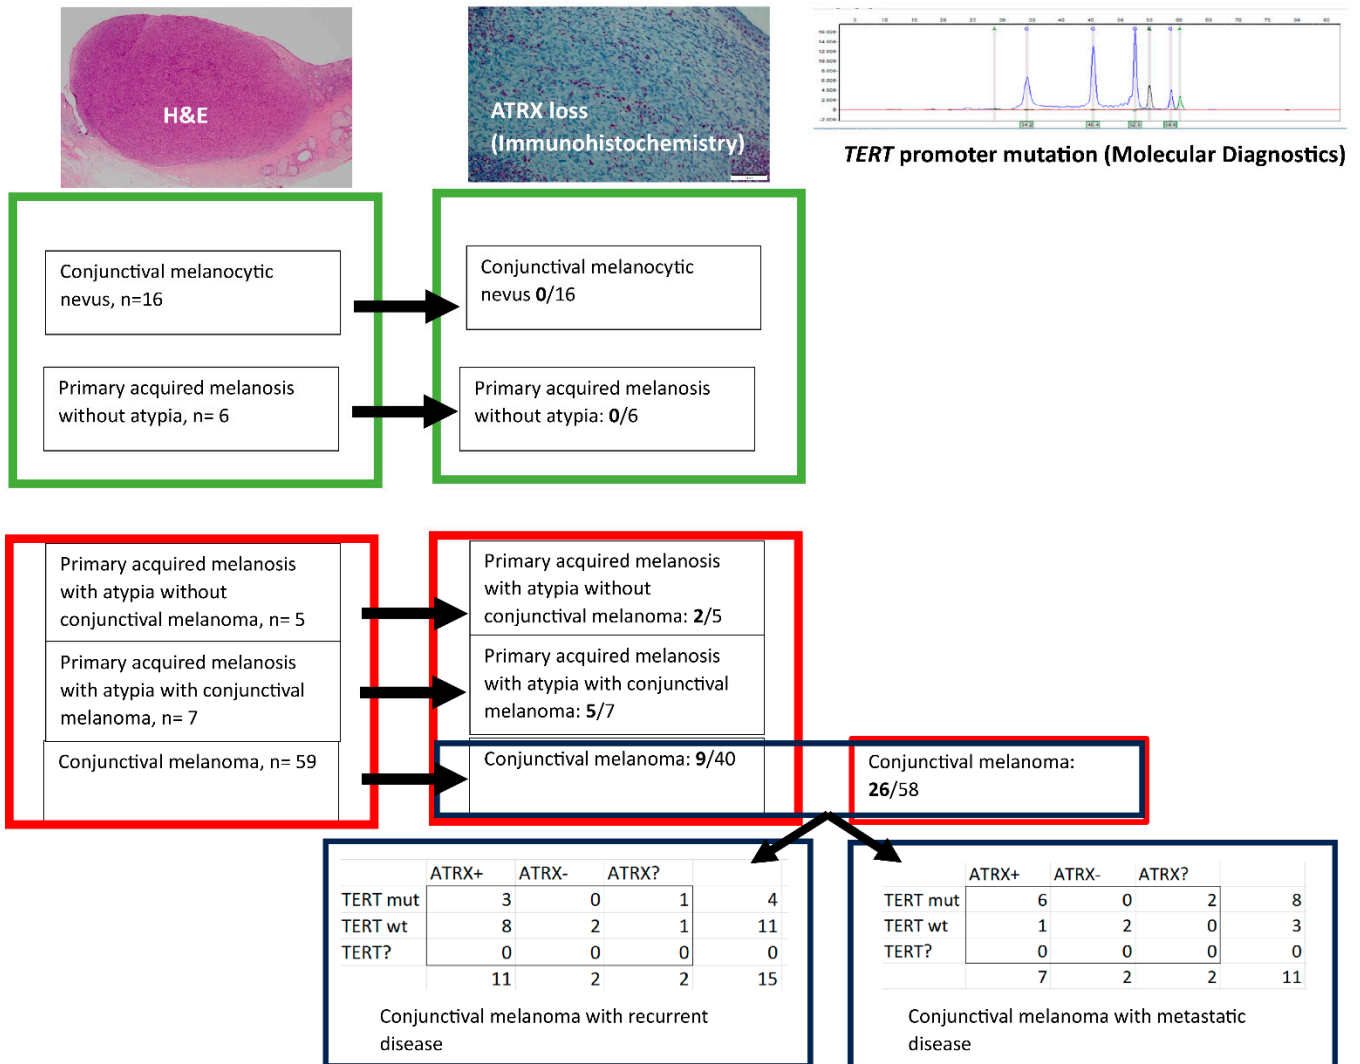 H&E
ATRX loss
(Immunohistochemistry)
TERT promoter mutation (Molecular Diagnostics)
Conjunctival melanocytic
nevus, n=16
Conjunctival melanocytic
nevus 0/16
Primary acquired melanosis
without atypia, n= 6
Primary acquired melanosis
without atypia: 0/6
Primary acquired melanosis
with atypia without
conjunctival melanoma, n= 5
Primary acquired melanosis
with atypia without
conjunctival melanoma: 2/5
Primary acquired melanosis
with atypia with conjunctival
melanoma, n= 7
Primary acquired melanosis
with atypia with conjunctival
melanoma: 5/7
Conjunctival melanoma, n= 59
Conjunctival melanoma: 9/40
Conjunctival melanoma:
26/58
ATRX+ ATRX- ATRX?
TERT mut 3 0 1 4
TERT wt 8 2 1 11
TERT? 0 0 0 0
11 2 2 15
Conjunctival melanoma with recurrent
disease
ATRX+ ATRX- ATRX?
TERT mut 6 0 2 8
TERT wt 1 2 0 3
TERT? 0 0 0 0
7 2 2 11
Conjunctival melanoma with metastatic
disease